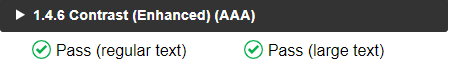 1.4.6 Contrast (Enhanced) (AAA)
Pass (regular text) Pass (large text)